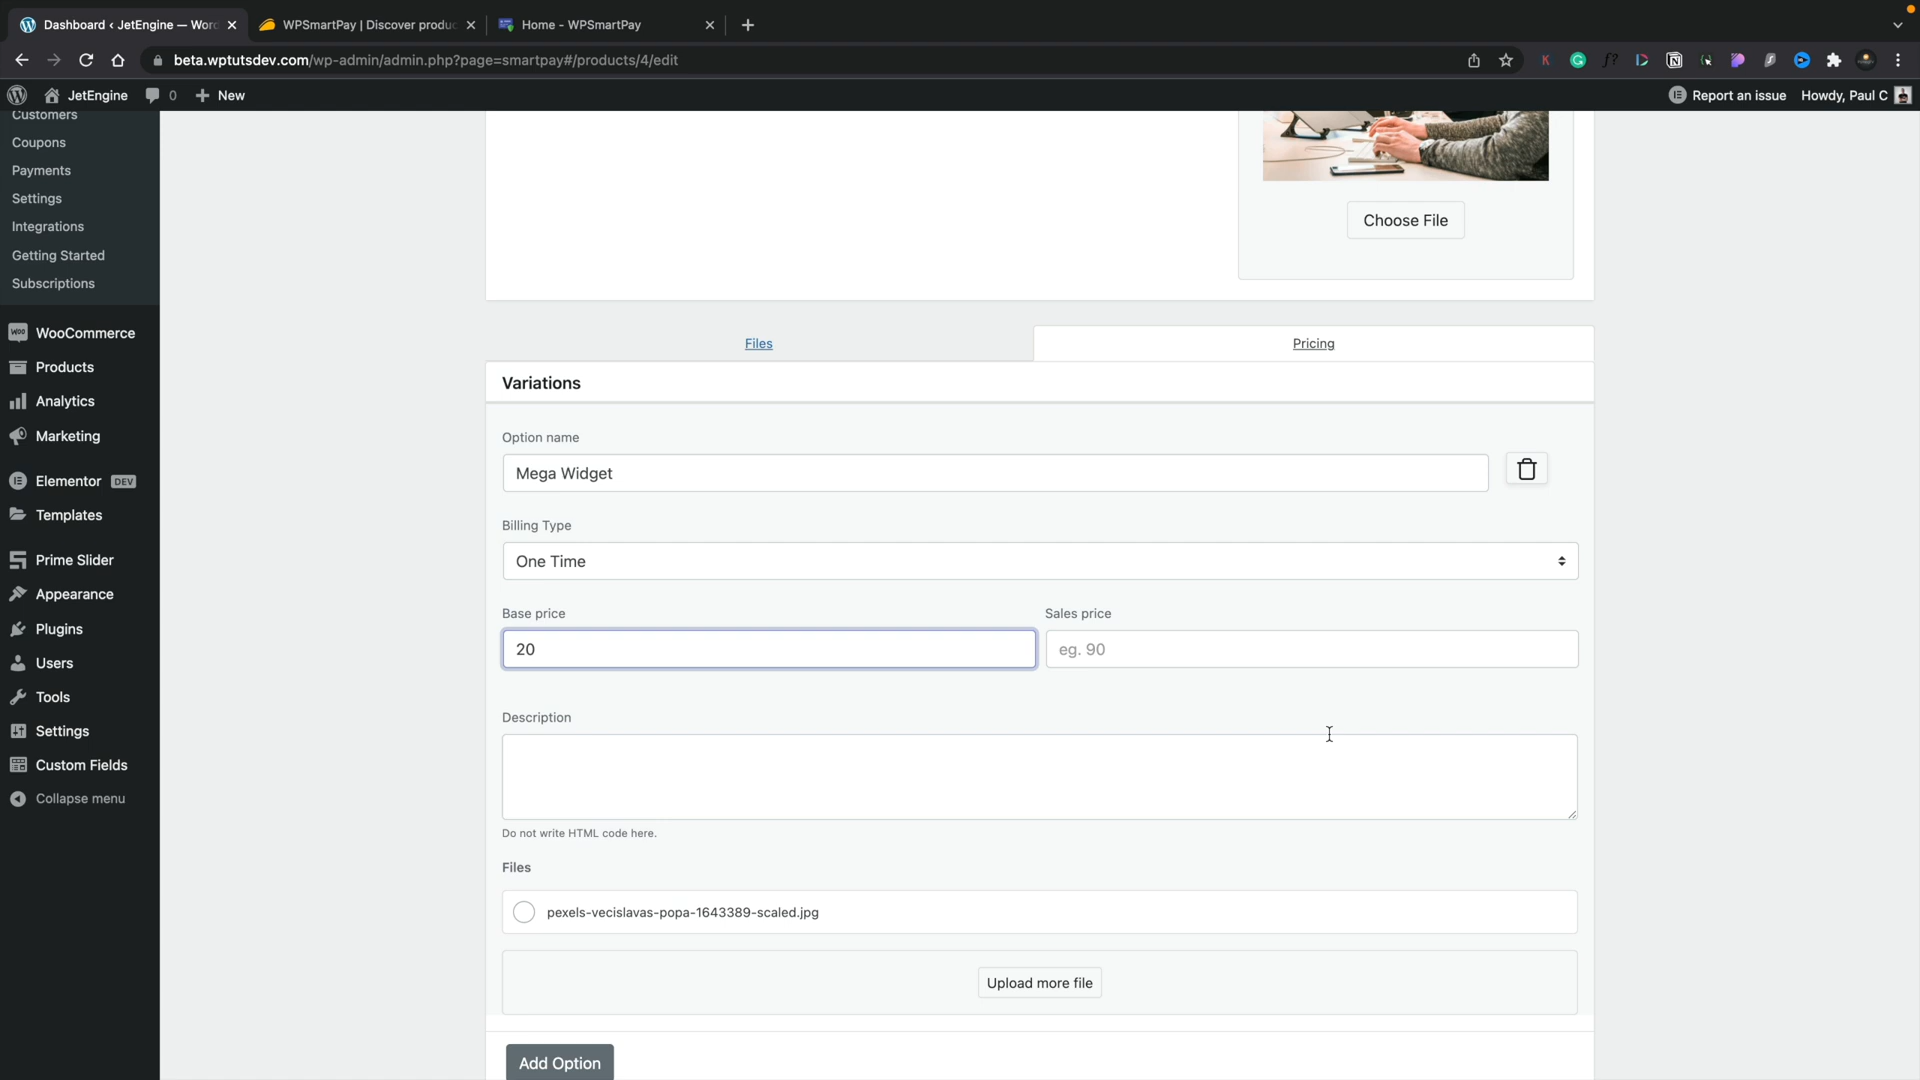 Dashboard ‹ JetEngine — Wor
WPSmartPay | Discover produc
Home - WPSmartPay
beta.wptutsdev.com/wp-admin/admin.php?page=smartpay#/products/4/edit
JetEngine
0
New
Report an issue
Howdy, Paul C
Customers
Coupons
Payments
Settings
Integrations
Getting Started
Subscriptions
WooCommerce
Products
Analytics
Marketing
Elementor DEV
Templates
Prime Slider
Appearance
Plugins
Users
Tools
Settings
Custom Fields
Collapse menu
Choose File
Files
Pricing
Variations
Option name
Mega Widget
Billing Type
One Time
Base price
Sales price
20
eg. 90
Description
Do not write HTML code here.
Files
pexels-vecislavas-popa-1643389-scaled.jpg
Upload more file
Add Option